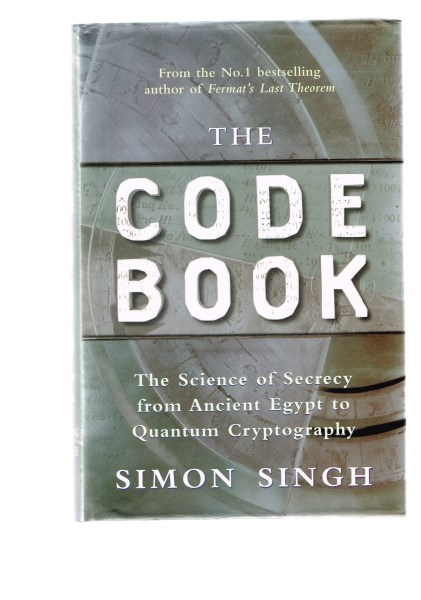 From the No.1 bestselling
author of Fermat's Last Theorem
THE
CODE
BOOK
The Science of Secrecy
from Ancient Egypt to
Quantum Cryptography
SIMON SINGH